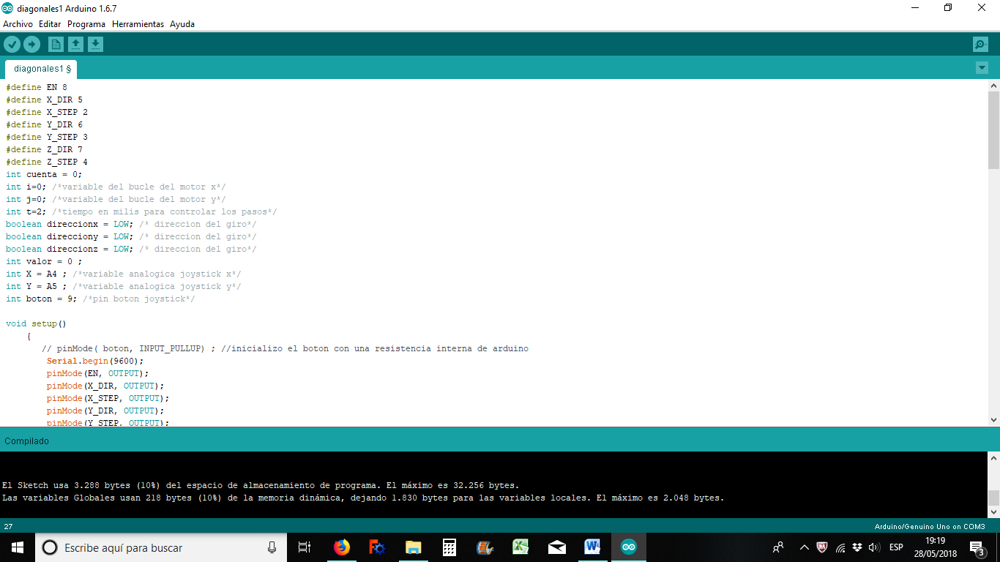 diagonales1 Arduino 1.6.7
Archivo Editar Programa Herramientas Ayuda
diagonales1 §
#define EN 8
#define X_DIR 5
#define X_STEP 2
#define Y_DIR 6
#define Y_STEP 3
#define Z_DIR 7
#define Z_STEP 4
int cuenta = 0;
int i=0; /*variable del bucle del motor x*/
int j=0; /*variable del bucle del motor y*/
int t=2; /*tiempo en milis para controlar los pasos*/
boolean direccionx = LOW; /* direccion del giro*/
boolean direcciony = LOW; /* direccion del giro*/
boolean direccionz = LOW; /* direccion del giro*/
int valor = 0 ;
int X = A4 ; /*variable analogica joystick x*/
int Y = A5 ; /*variable analogica joystick y*/
int boton = 9; /*pin boton joystick*/
void setup()
{
// pinMode( boton, INPUT_PULLUP) ; //inicializo el boton con una resistencia interna de arduino
Serial.begin(9600);
pinMode(EN, OUTPUT);
pinMode(X_DIR, OUTPUT);
pinMode(X_STEP, OUTPUT);
pinMode(Y_DIR, OUTPUT);
pinMode(Y_STEP, OUTPUT);
Compilado
El Sketch usa 3.288 bytes (10%) del espacio de almacenamiento de programa. El máximo es 32.256 bytes.
Las variables Globales usan 218 bytes (10%) de la memoria dinámica, dejando 1.830 bytes para las variables locales. El máximo es 2.048 bytes.
27 Arduino/Genuino Uno on COM3
Escribe aquí para buscar
ESP
19:19
28/05/2018
3